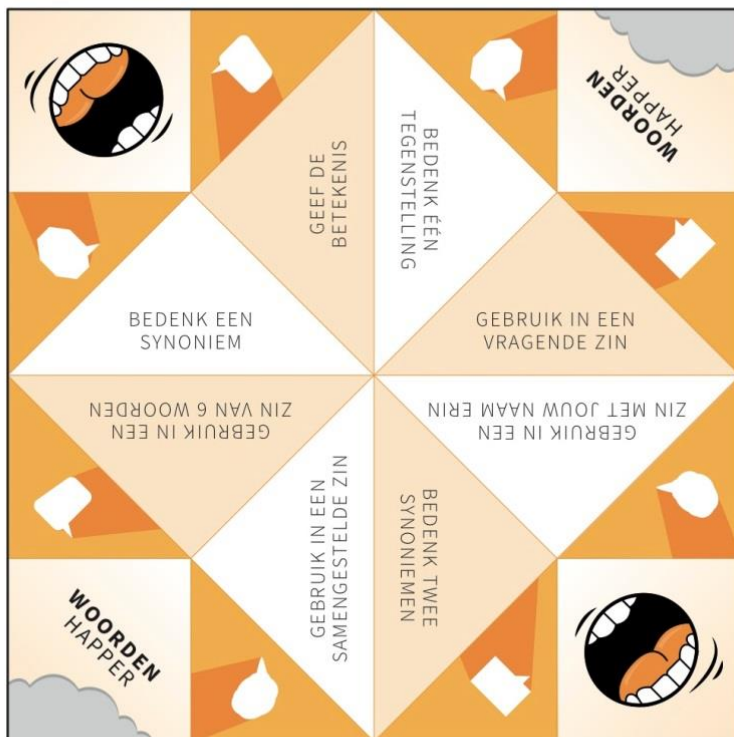 WOORDEN
HAPPER
GEEF DE
BETEKENIS
BEDENK ÉÉN
TEGENSTELLING
BEDENK EEN
SYNONIEM
GEBRUIK IN EEN
VRAGENDE ZIN
GEBRUIK IN EEN
ZIN VAN 6 WOORDEN
GEBRUIK IN EEN
ZIN MET JOUW NAAM ERIN
GEBRUIK IN EEN
SAMENGESTELDE ZIN
BEDENK TWEE
SYNONIEMEN
WOORDEN
HAPPER